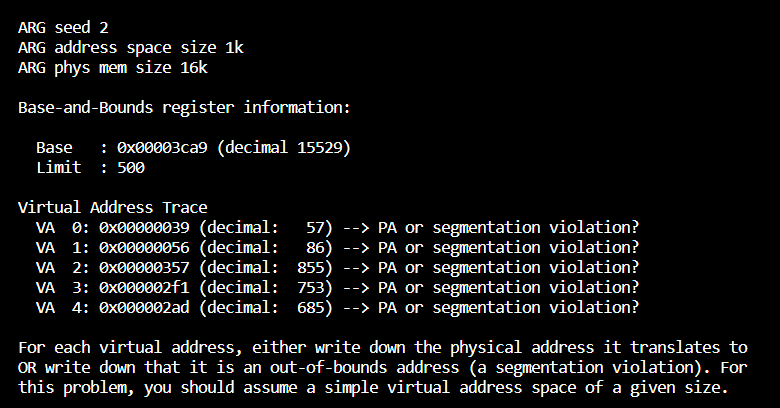 ARG seed 2
ARG address space size 1k
ARG phys mem size 16k

Base-and-Bounds register information:

  Base   : 0x00003ca9 (decimal 15529)
  Limit  : 500

Virtual Address Trace
  VA  0: 0x00000039 (decimal:   57) --> PA or segmentation violation?
  VA  1: 0x00000056 (decimal:   86) --> PA or segmentation violation?
  VA  2: 0x00000357 (decimal:  855) --> PA or segmentation violation?
  VA  3: 0x000002f1 (decimal:  753) --> PA or segmentation violation?
  VA  4: 0x000002ad (decimal:  685) --> PA or segmentation violation?

For each virtual address, either write down the physical address it translates to
OR write down that it is an out-of-bounds address (a segmentation violation). For
this problem, you should assume a simple virtual address space of a given size.